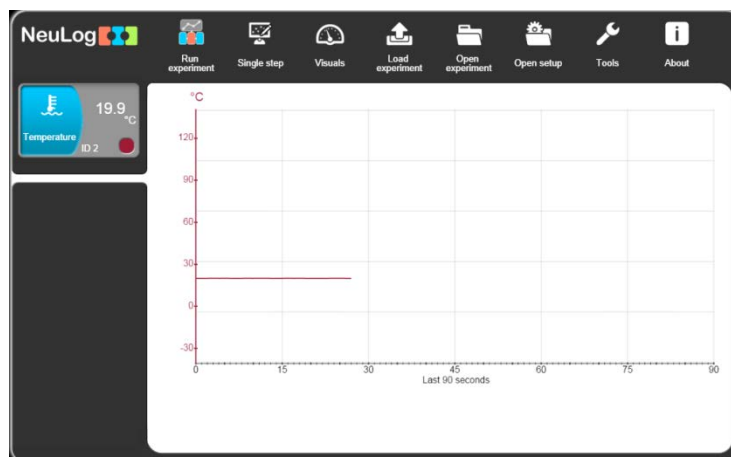 NeuLog
Run
experiment
Single step
Visuals
Load
experiment
Open
experiment
Open setup
Tools
i
About
19.9
°C
Temperature
ID 2
°C
120
90
60
30
0
-30
0 15 30 45 60 75 90
Last 90 seconds